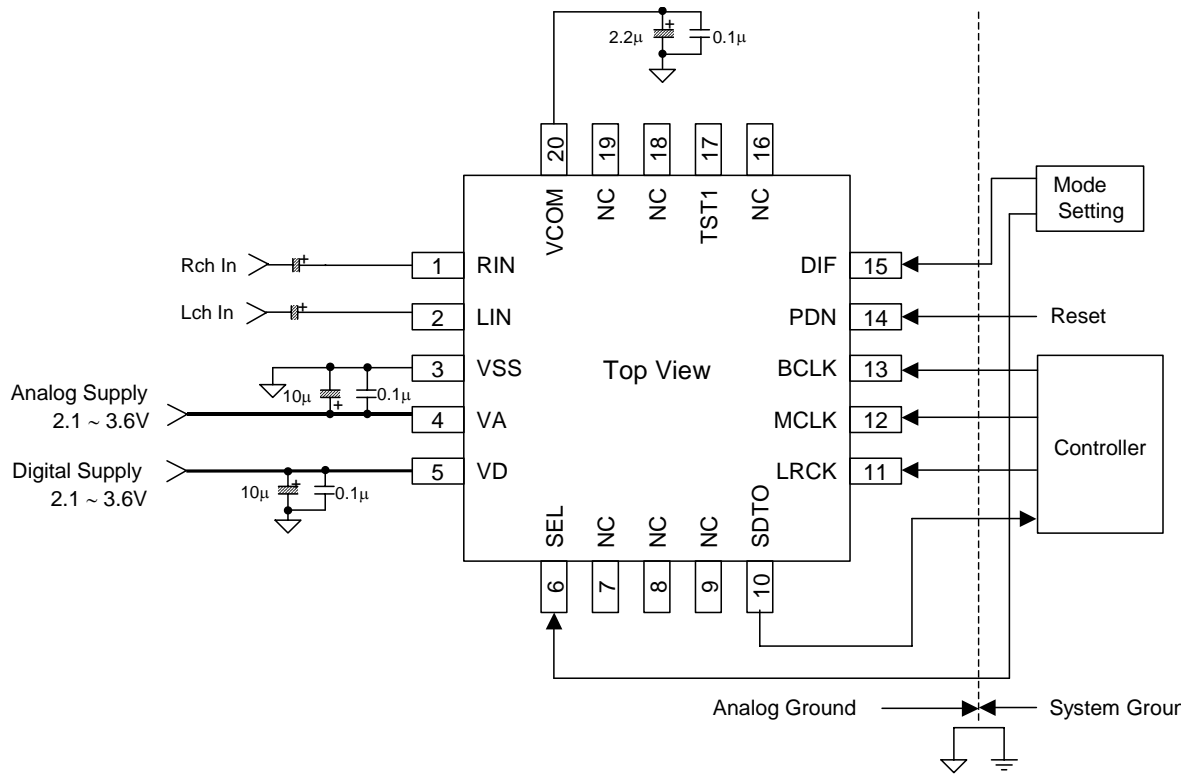 2.2μ
+
0.1μ
20
19
18
17
16
VCOM
NC
NC
TST1
NC
Mode
Setting
Rch In
+
1
RIN
DIF
15
Lch In
+
2
LIN
PDN
14
Reset
3
VSS
Top View
BCLK
13
Analog Supply
2.1 ~ 3.6V
10μ
+
0.1μ
4
VA
MCLK
12
Controller
Digital Supply
2.1 ~ 3.6V
10μ
+
0.1μ
5
VD
LRCK
11
SEL
NC
NC
NC
SDTO
6
7
8
9
10
Analog Ground
System Groun